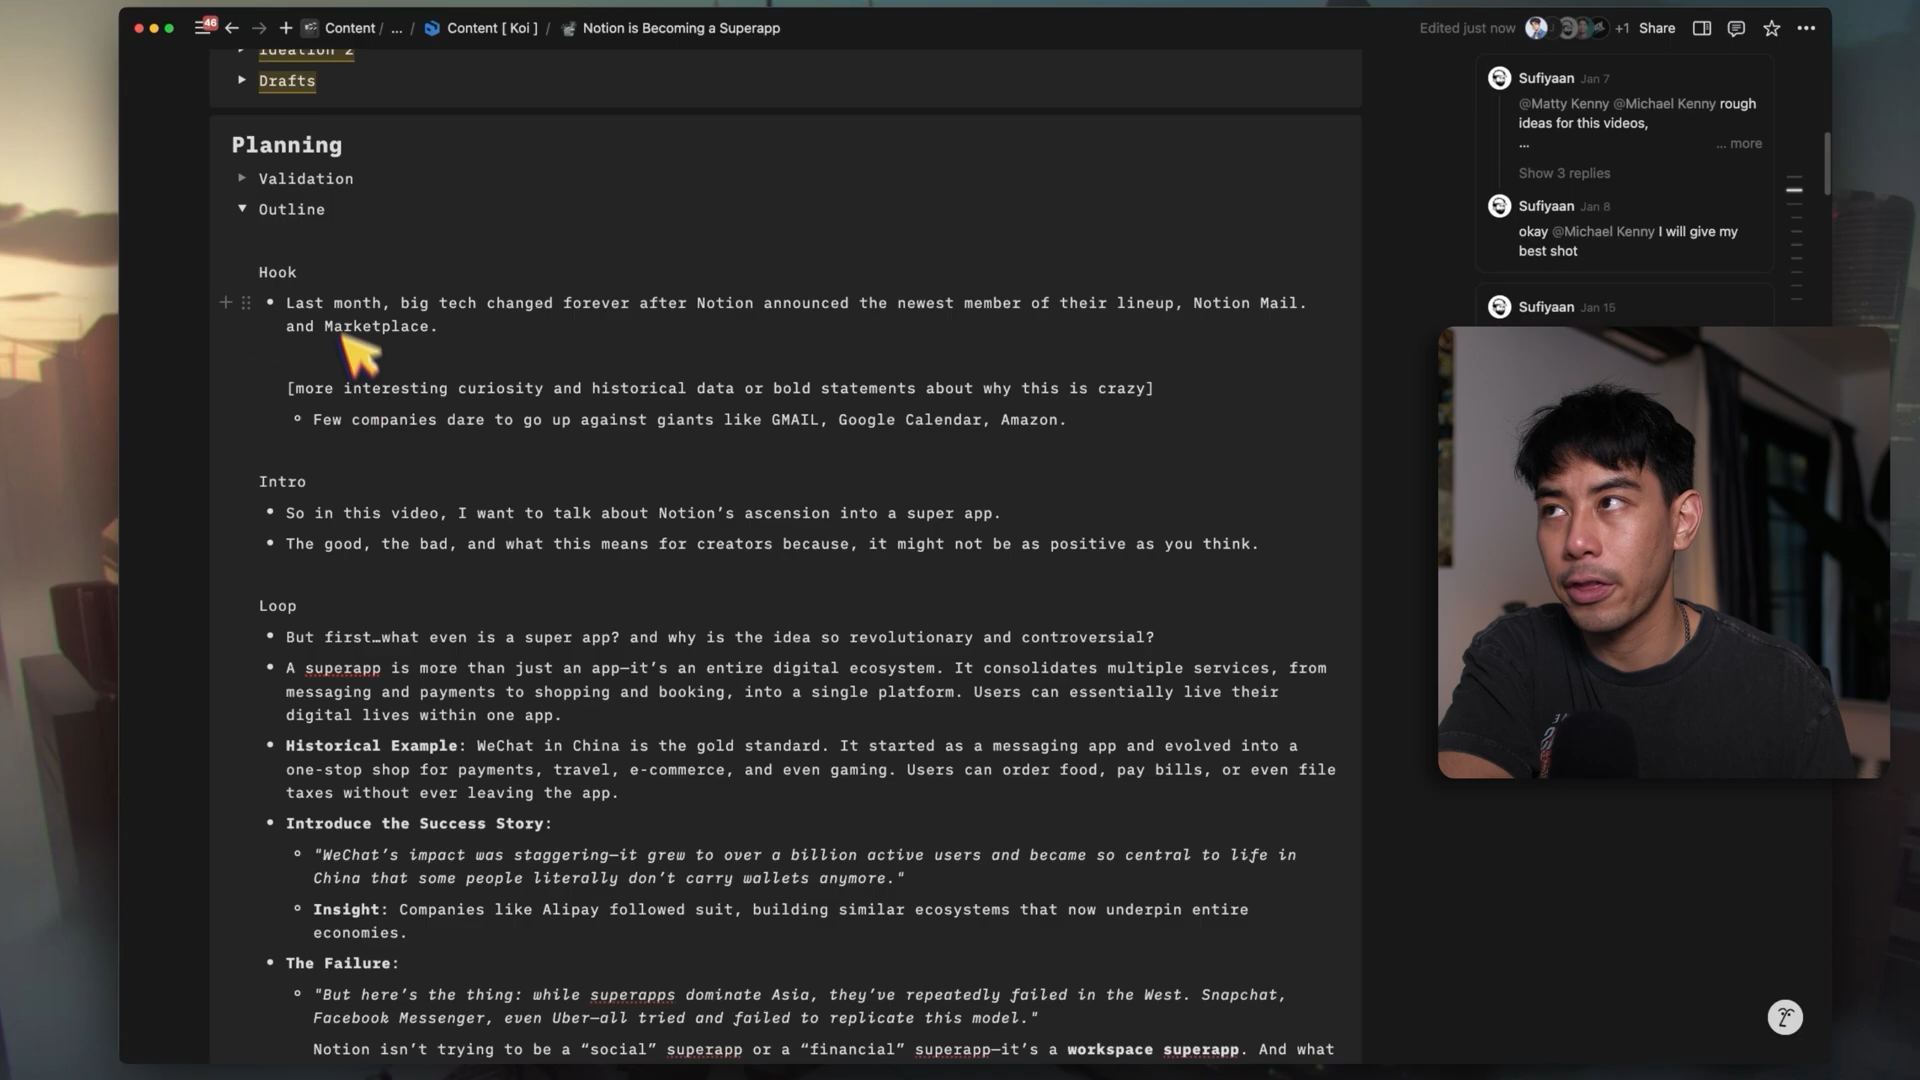 46
Content / ... / Content [ Koi ] / Notion is Becoming a Superapp
Edited just now
+1
Share
Ideation 2
Drafts
Planning
Validation
Outline
Hook
• Last month, big tech changed forever after Notion announced the newest member of their lineup, Notion Mail.
and Marketplace.
[more interesting curiosity and historical data or bold statements about why this is crazy]
◦ Few companies dare to go up against giants like GMAIL, Google Calendar, Amazon.
Intro
• So in this video, I want to talk about Notion’s ascension into a super app.
• The good, the bad, and what this means for creators because, it might not be as positive as you think.
Loop
• But first…what even is a super app? and why is the idea so revolutionary and controversial?
• A superapp is more than just an app—it’s an entire digital ecosystem. It consolidates multiple services, from
messaging and payments to shopping and booking, into a single platform. Users can essentially live their
digital lives within one app.
• Historical Example: WeChat in China is the gold standard. It started as a messaging app and evolved into a
one-stop shop for payments, travel, e-commerce, and even gaming. Users can order food, pay bills, or even file
taxes without ever leaving the app.
• Introduce the Success Story:
◦ "WeChat’s impact was staggering—it grew to over a billion active users and became so central to life in
China that some people literally don’t carry wallets anymore."
◦ Insight: Companies like Alipay followed suit, building similar ecosystems that now underpin entire
economies.
• The Failure:
◦ "But here’s the thing: while superapps dominate Asia, they’ve repeatedly failed in the West. Snapchat,
Facebook Messenger, even Uber—all tried and failed to replicate this model."
Notion isn’t trying to be a “social” superapp or a “financial” superapp—it’s a workspace superapp. And what
Sufiyaan Jan 7
@Matty Kenny @Michael Kenny rough
ideas for this videos,
...
... more
Show 3 replies
Sufiyaan Jan 8
okay @Michael Kenny I will give my
best shot
Sufiyaan Jan 15